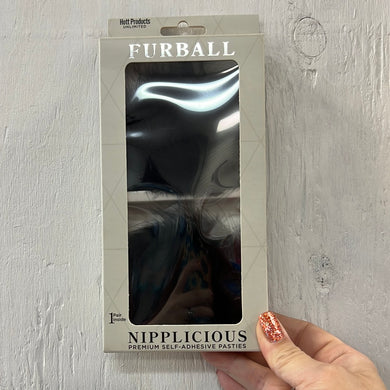 Hott Products
UNLIMITED
FURBALL
1 Pair
Inside
NIPPLICIOUS
PREMIUM SELF-ADHESIVE PASTIES